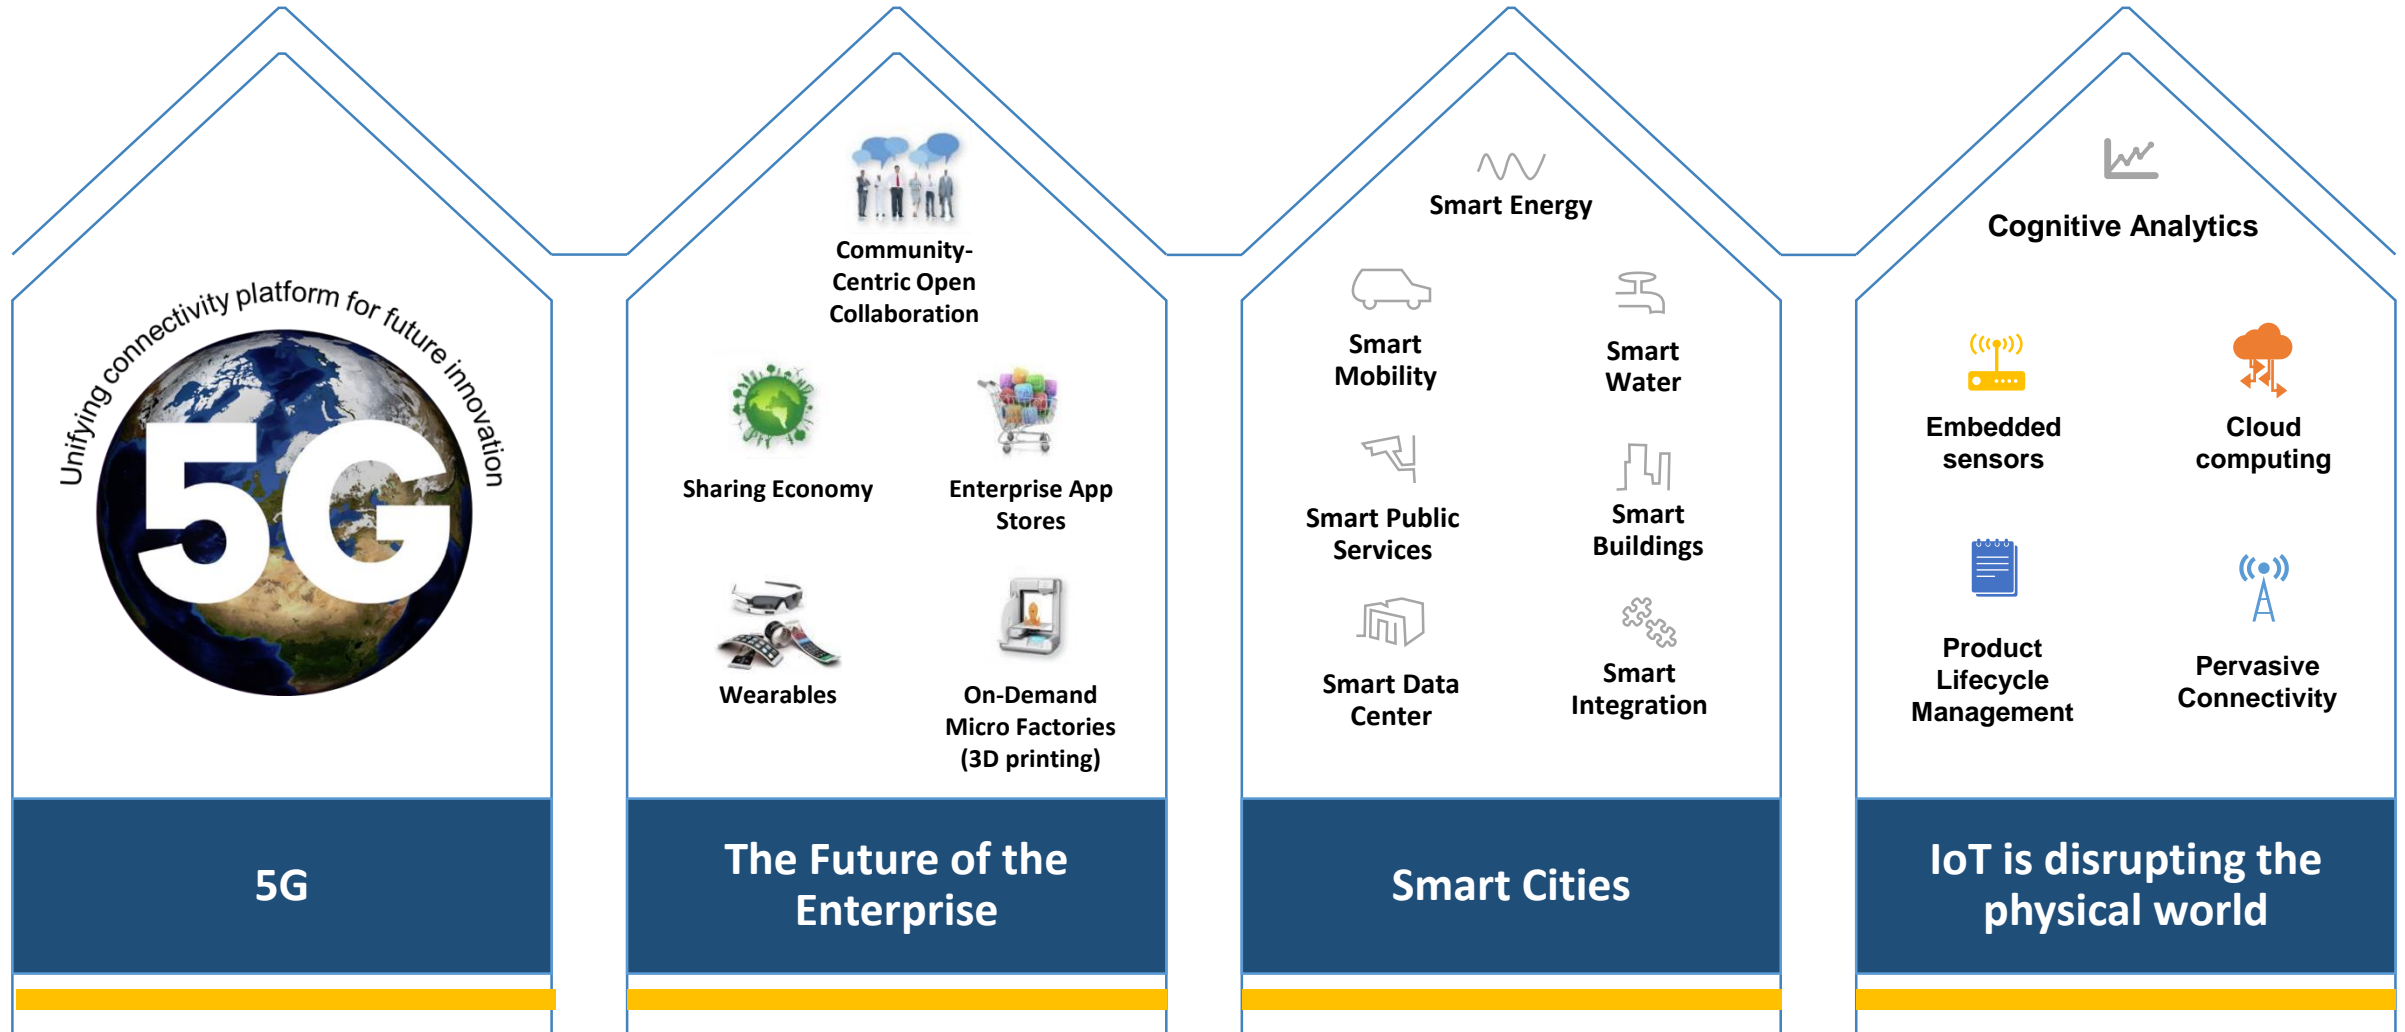 Unifying connectivity platform for future innovation
5G
5G
Community-
Centric Open
Collaboration
Sharing Economy
Enterprise App
Stores
Wearables
On-Demand
Micro Factories
(3D printing)
The Future of the
Enterprise
Smart Energy
Smart
Mobility
Smart
Water
Smart Public
Services
Smart
Buildings
Smart Data
Center
Smart
Integration
Smart Cities
Cognitive Analytics
Embedded
sensors
Cloud
computing
Product
Lifecycle
Management
Pervasive
Connectivity
IoT is disrupting the
physical world